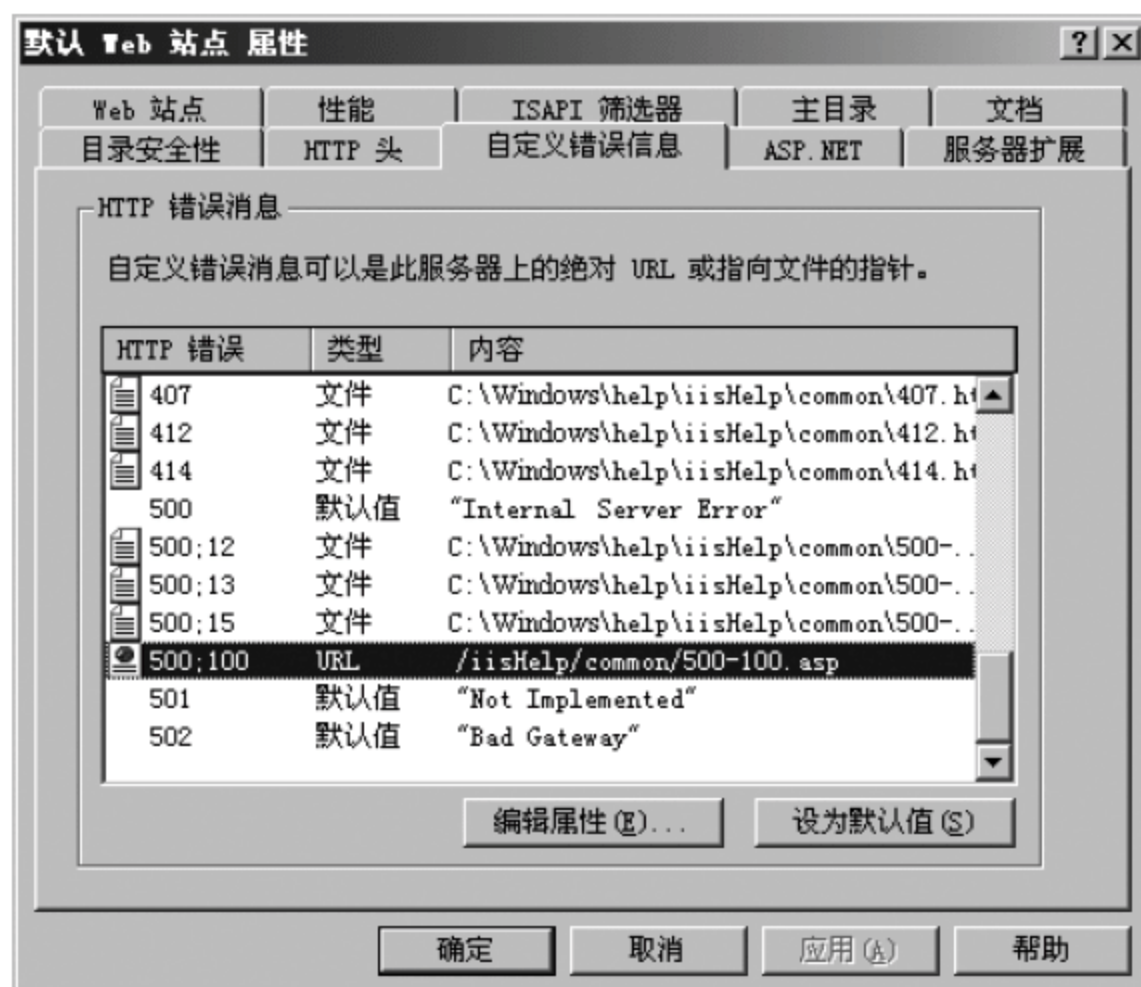 默认 Web 站点 属性
Web 站点 性能 ISAPI 筛选器 主目录 文档
目录安全性 HTTP 头 自定义错误信息 ASP.NET 服务器扩展
HTTP 错误消息
自定义错误消息可以是此服务器上的绝对 URL 或指向文件的指针。
HTTP 错误 类型 内容
407 文件 C:\Windows\help\iisHelp\common\407.ht
412 文件 C:\Windows\help\iisHelp\common\412.ht
414 文件 C:\Windows\help\iisHelp\common\414.ht
500 默认值 "Internal Server Error"
500;12 文件 C:\Windows\help\iisHelp\common\500-..
500;13 文件 C:\Windows\help\iisHelp\common\500-..
500;15 文件 C:\Windows\help\iisHelp\common\500-..
500;100 URL /iisHelp/common/500-100.asp
501 默认值 "Not Implemented"
502 默认值 "Bad Gateway"
编辑属性(E)... 设为默认值(S)
确定 取消 应用(A) 帮助